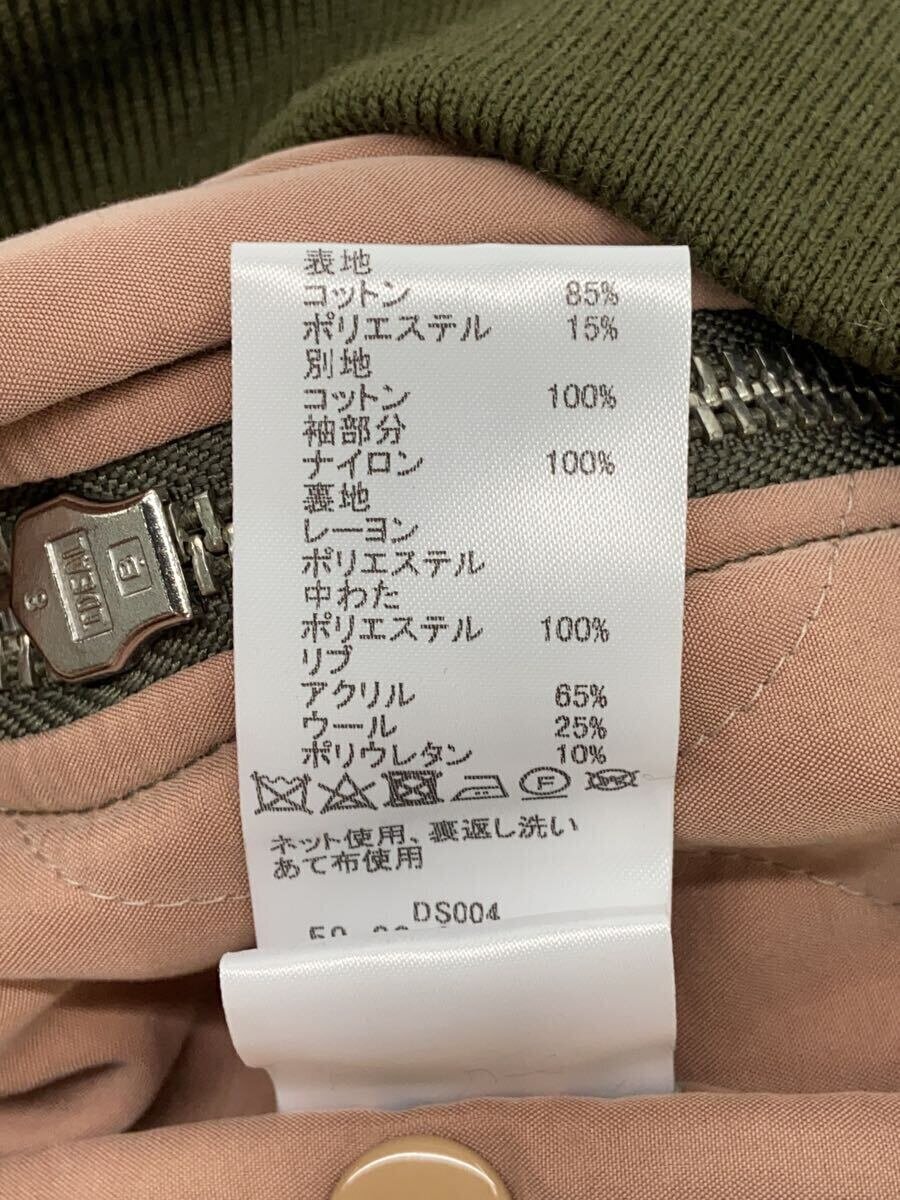 表地
コットン 85%
ポリエステル 15%
別地
コットン 100%
袖部分
ナイロン 100%
裏地
レーヨン
ポリエステル
中わた
ポリエステル 100%
リブ
アクリル 65%
ウール 25%
ポリウレタン 10%
F
ネット使用、裏返し洗い
あて布使用
DS004
IDEAL
8